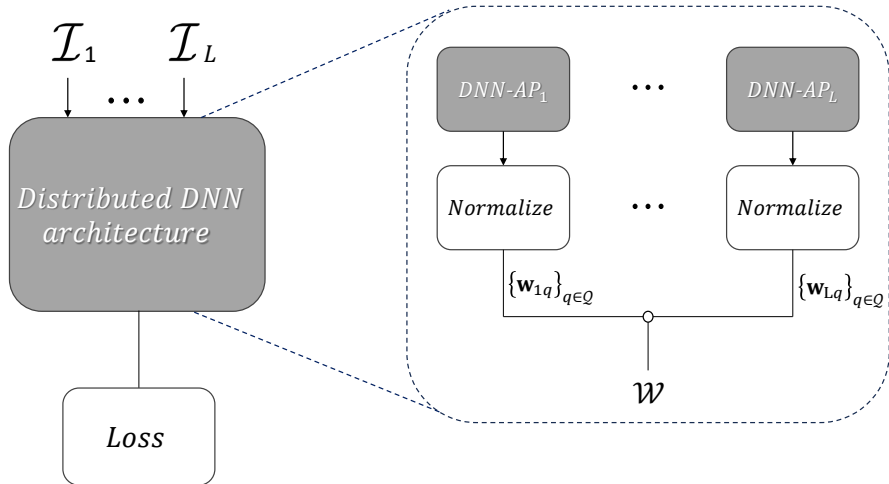 ℐ₁ ⋯ ℐ_L
Distributed DNN
architecture
Loss
DNN-AP₁ ⋯ DNN-AP_L
Normalize ⋯ Normalize
{𝐰₁q}q∈𝒬 {𝐰_Lq}q∈𝒬
𝒲